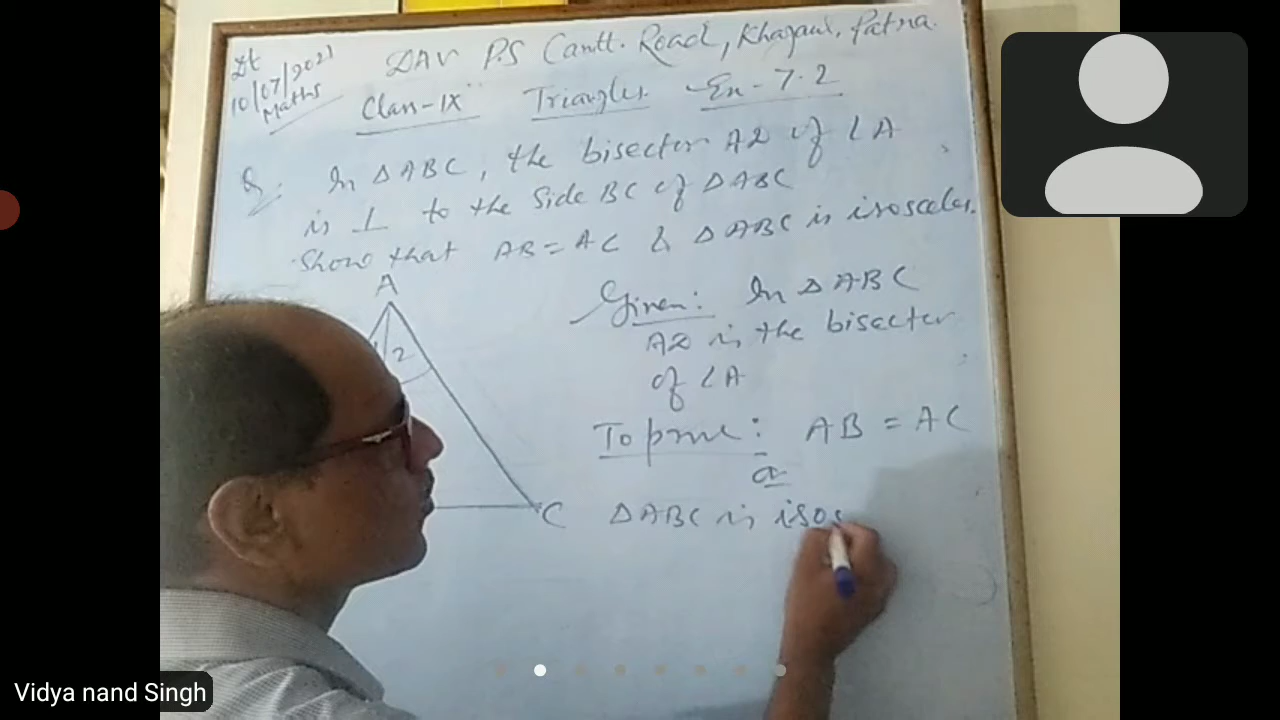 Dt
10/07/2021
Maths
DAV P.S Cantt. Road, Khagaul, Patna.
Class-IX Triangles. Ex-7.2
Q. In △ABC, the bisector AD of ∠A
is ⊥ to the side BC of △ABC
Show that AB = AC & △ABC is isosceles.
A
2
C
Given: In △ABC
AD is the bisector
of ∠A
To prove: AB = AC
or
△ABC is isos
Vidya nand Singh